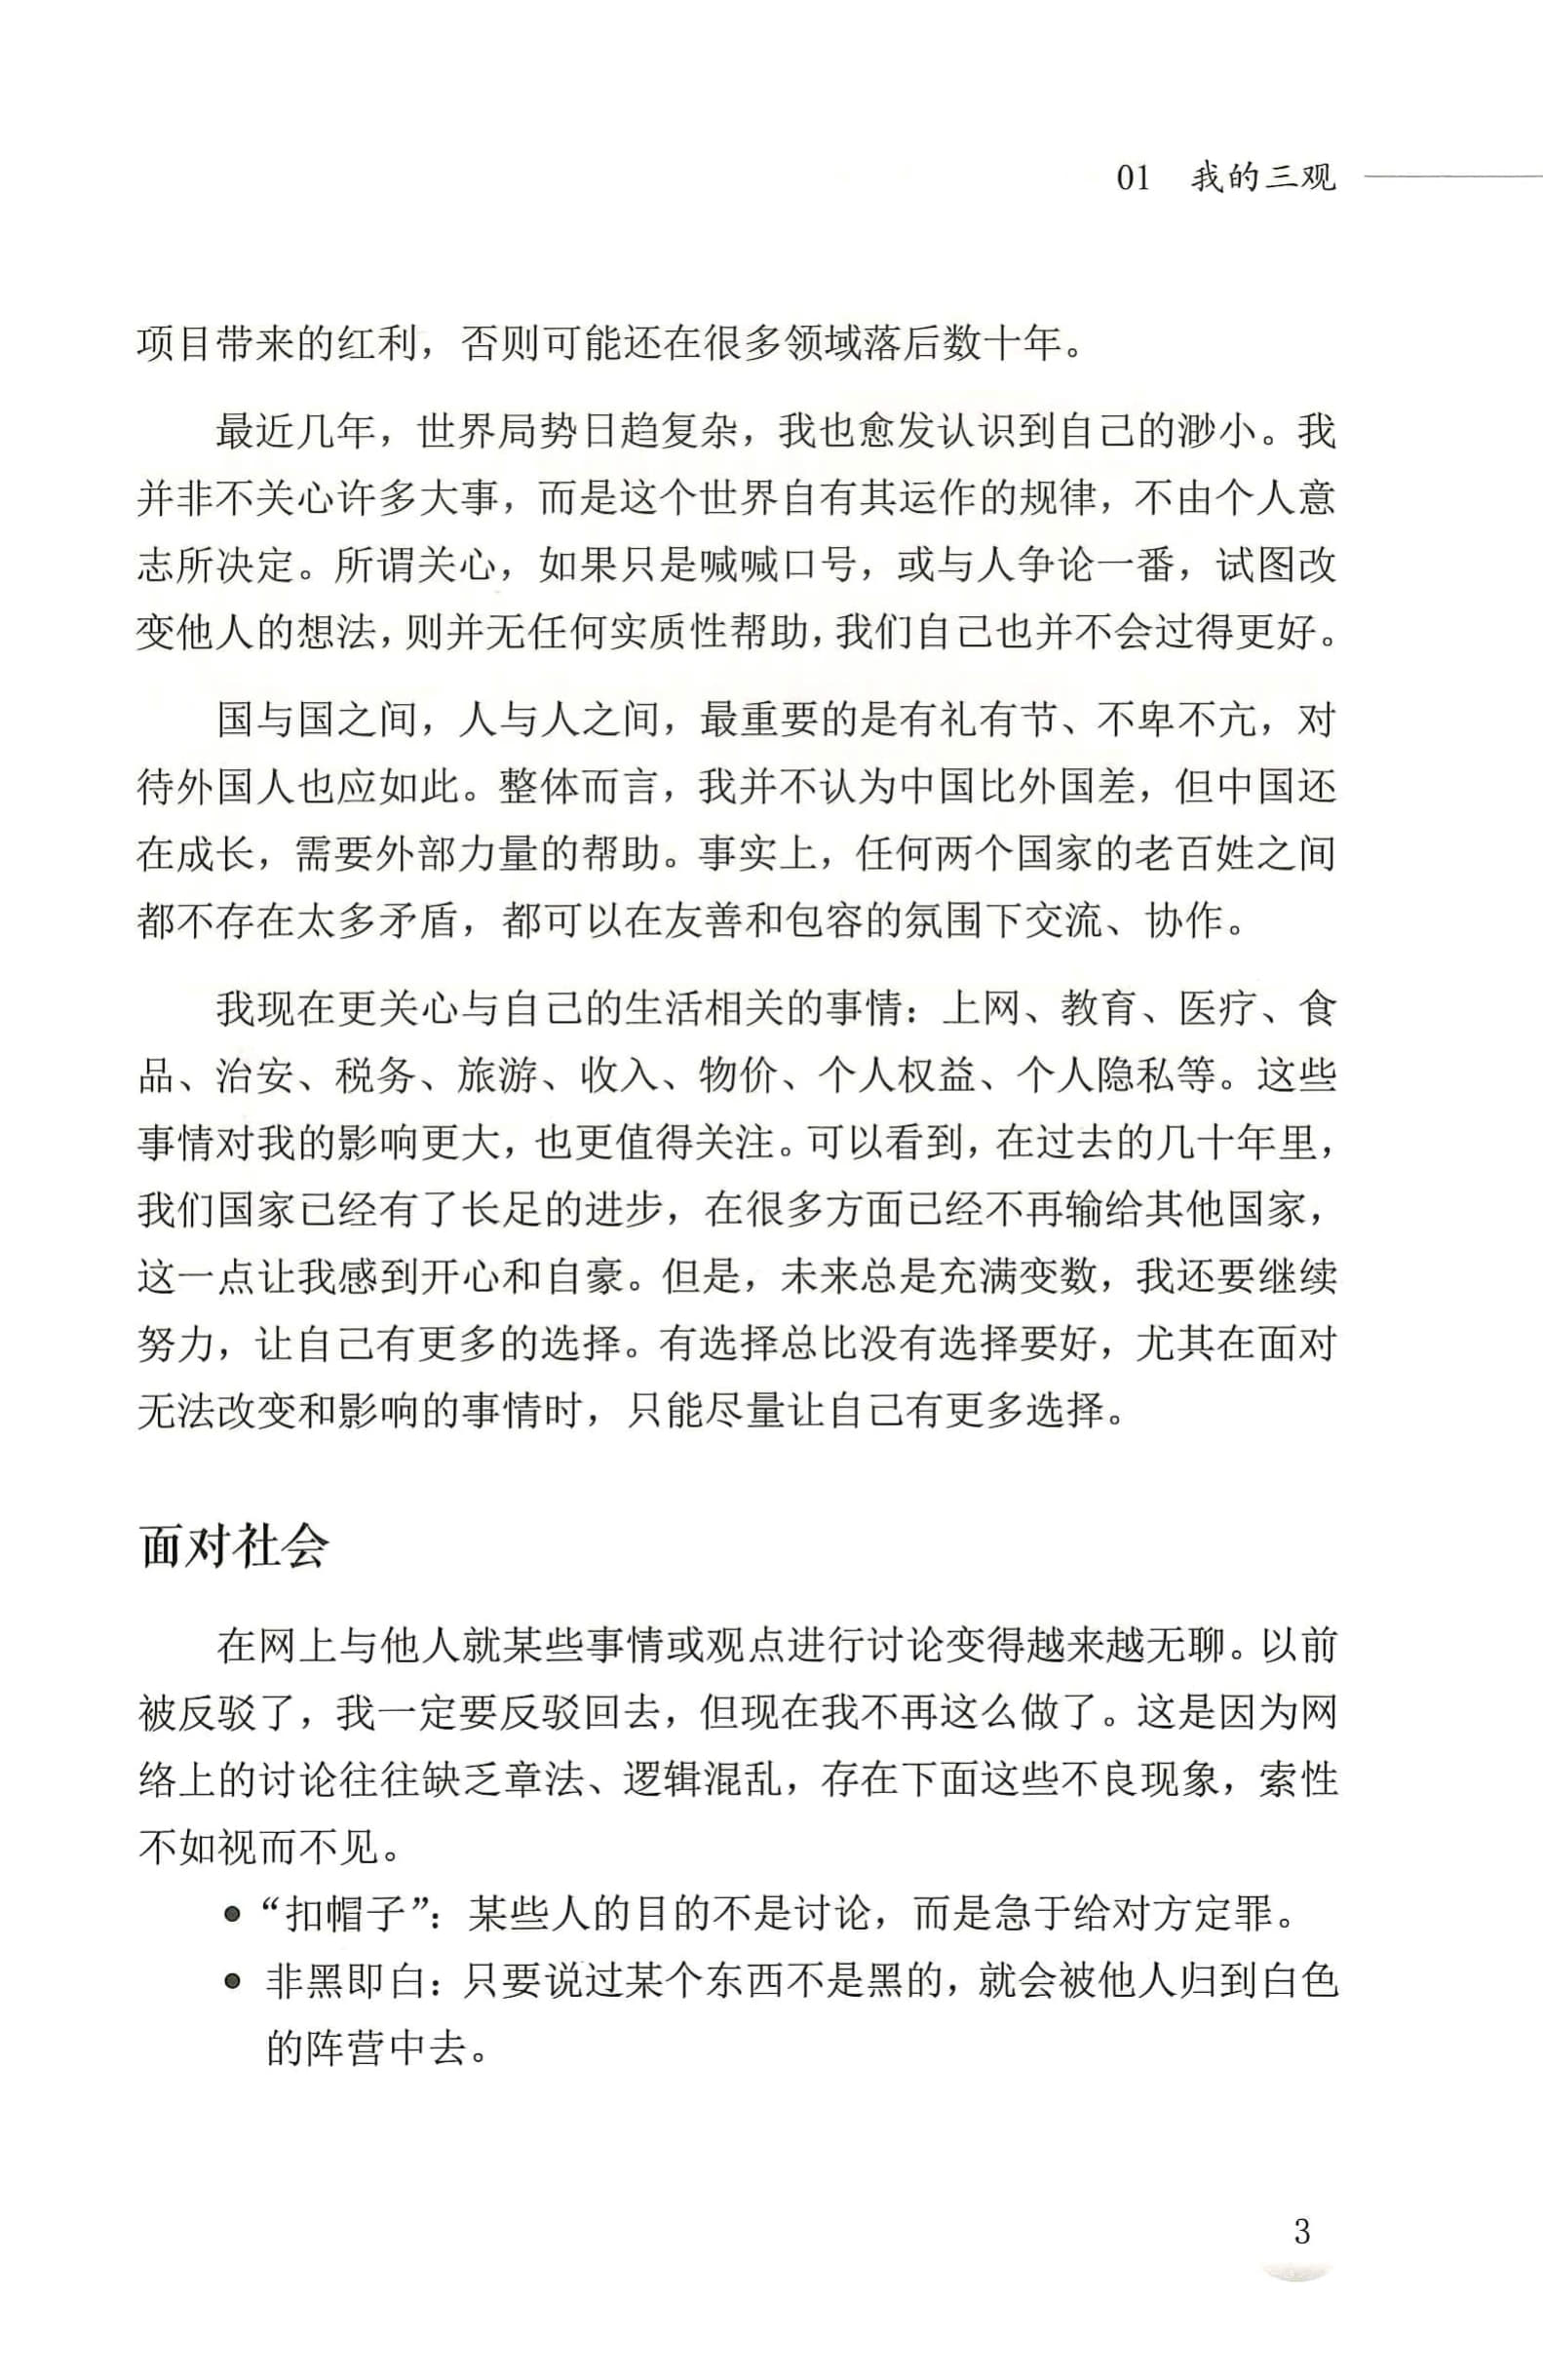 01 我的三观
项目带来的红利，否则可能还在很多领域落后数十年。
最近几年，世界局势日趋复杂，我也愈发认识到自己的渺小。我
并非不关心许多大事，而是这个世界自有其运作的规律，不由个人意
志所决定。所谓关心，如果只是喊喊口号，或与人争论一番，试图改
变他人的想法，则并无任何实质性帮助，我们自己也并不会过得更好。
国与国之间，人与人之间，最重要的是有礼有节、不卑不亢，对
待外国人也应如此。整体而言，我并不认为中国比外国差，但中国还
在成长，需要外部力量的帮助。事实上，任何两个国家的老百姓之间
都不存在太多矛盾，都可以在友善和包容的氛围下交流、协作。
我现在更关心与自己的生活相关的事情：上网、教育、医疗、食
品、治安、税务、旅游、收入、物价、个人权益、个人隐私等。这些
事情对我的影响更大，也更值得关注。可以看到，在过去的几十年里，
我们国家已经有了长足的进步，在很多方面已经不再输给其他国家，
这一点让我感到开心和自豪。但是，未来总是充满变数，我还要继续
努力，让自己有更多的选择。有选择总比没有选择要好，尤其在面对
无法改变和影响的事情时，只能尽量让自己有更多选择。
面对社会
在网上与他人就某些事情或观点进行讨论变得越来越无聊。以前
被反驳了，我一定要反驳回去，但现在我不再这么做了。这是因为网
络上的讨论往往缺乏章法、逻辑混乱，存在下面这些不良现象，索性
不如视而不见。
● “扣帽子”：某些人的目的不是讨论，而是急于给对方定罪。
● 非黑即白：只要说过某个东西不是黑的，就会被他人归到白色
的阵营中去。
3